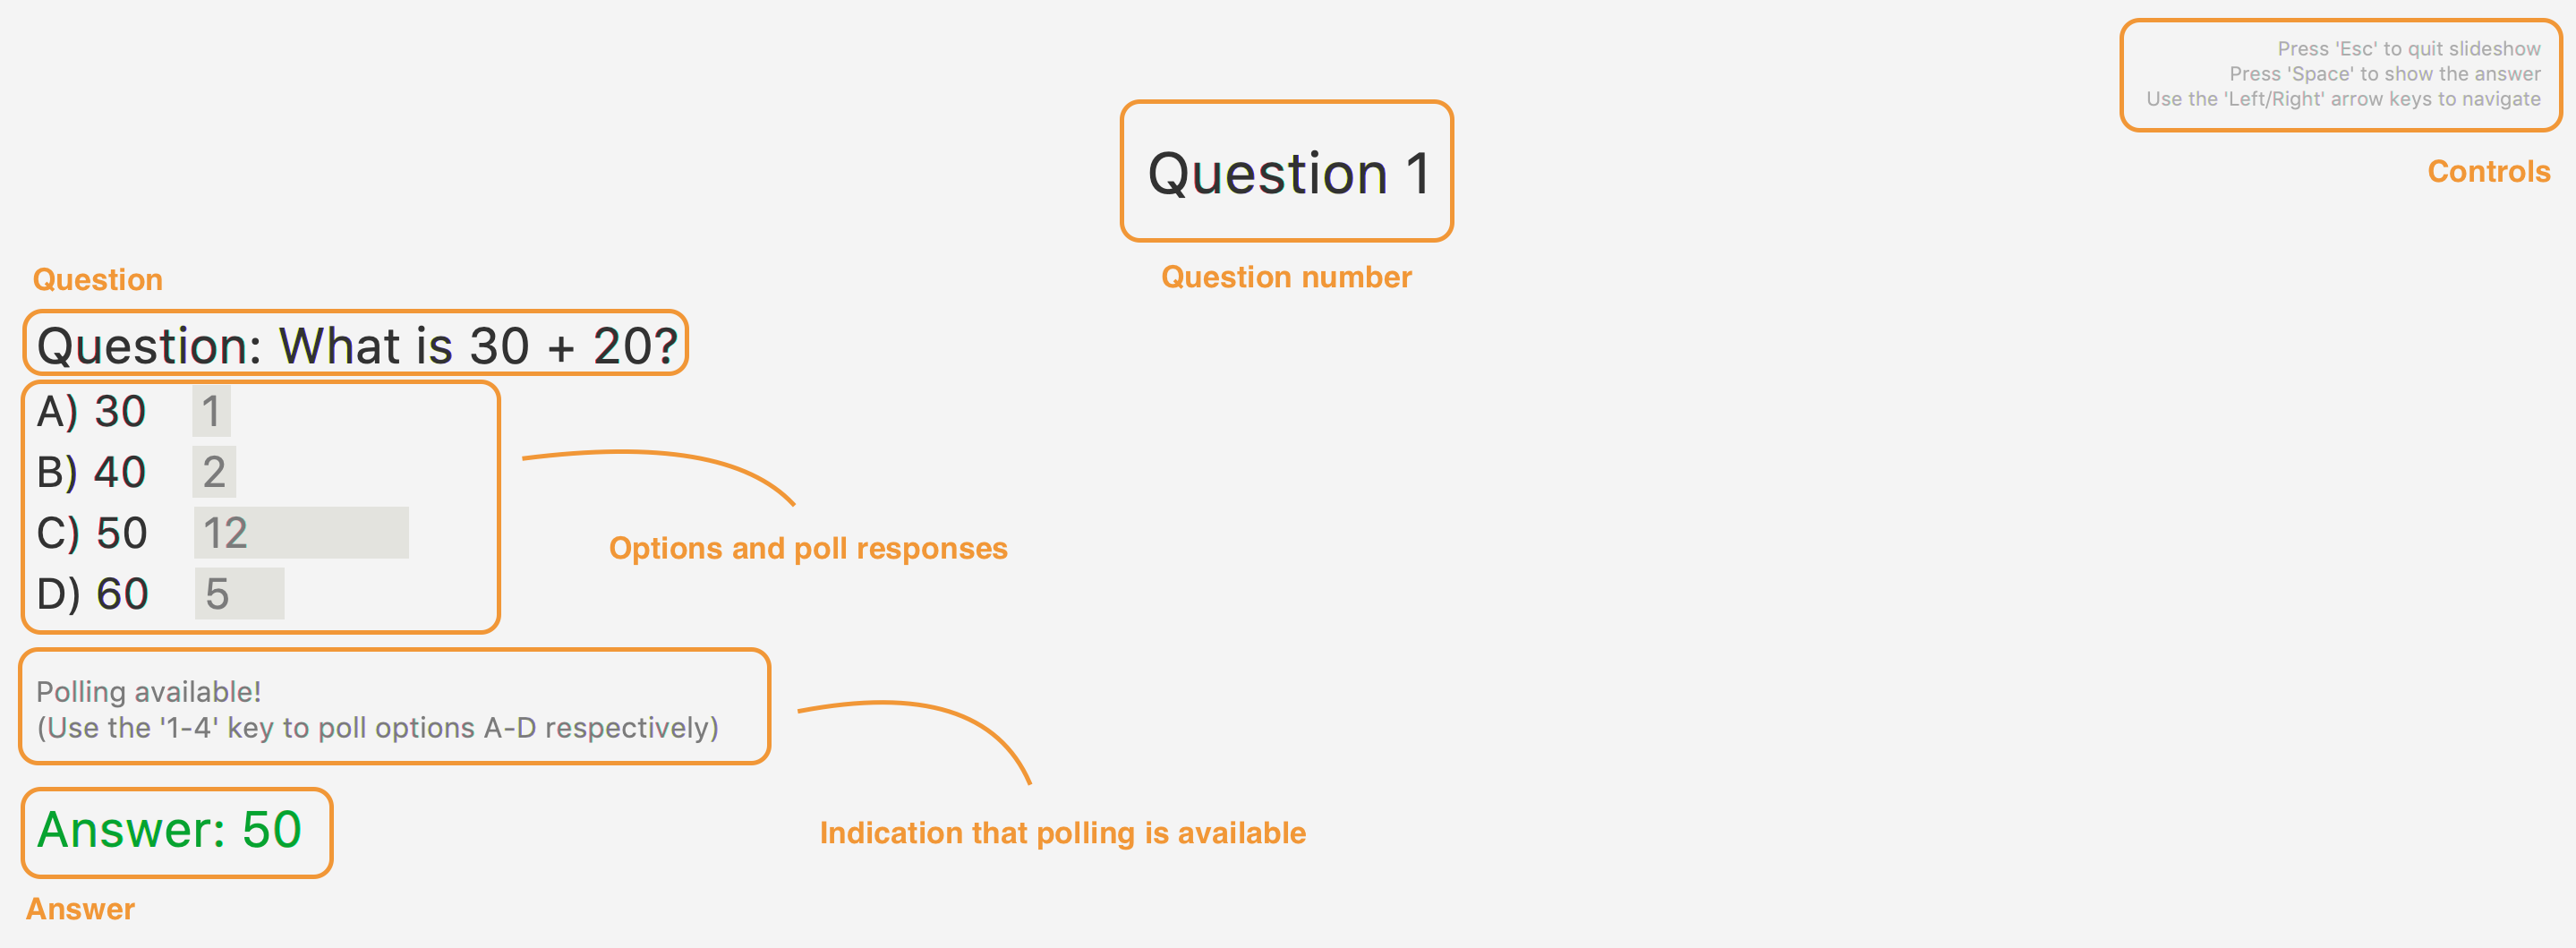 Press 'Esc' to quit slideshow
Press 'Space' to show the answer
Use the 'Left/Right' arrow keys to navigate
Controls
Question 1
Question number
Question
Question: What is 30 + 20?
A) 30 1
B) 40 2
C) 50 12
D) 60 5
Options and poll responses
Polling available!
(Use the '1-4' key to poll options A-D respectively)
Indication that polling is available
Answer: 50
Answer